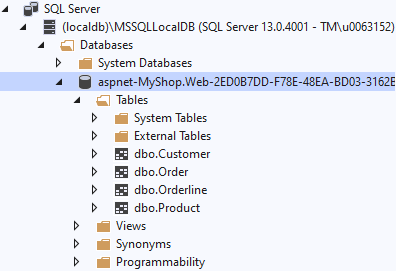 SQL Server
(localdb)\MSSQLLocalDB (SQL Server 13.0.4001 - TM\u0063152)
Databases
System Databases
aspnet-MyShop.Web-2ED0B7DD-F78E-48EA-BD03-3162E
Tables
System Tables
External Tables
dbo.Customer
dbo.Order
dbo.Orderline
dbo.Product
Views
Synonyms
Programmability